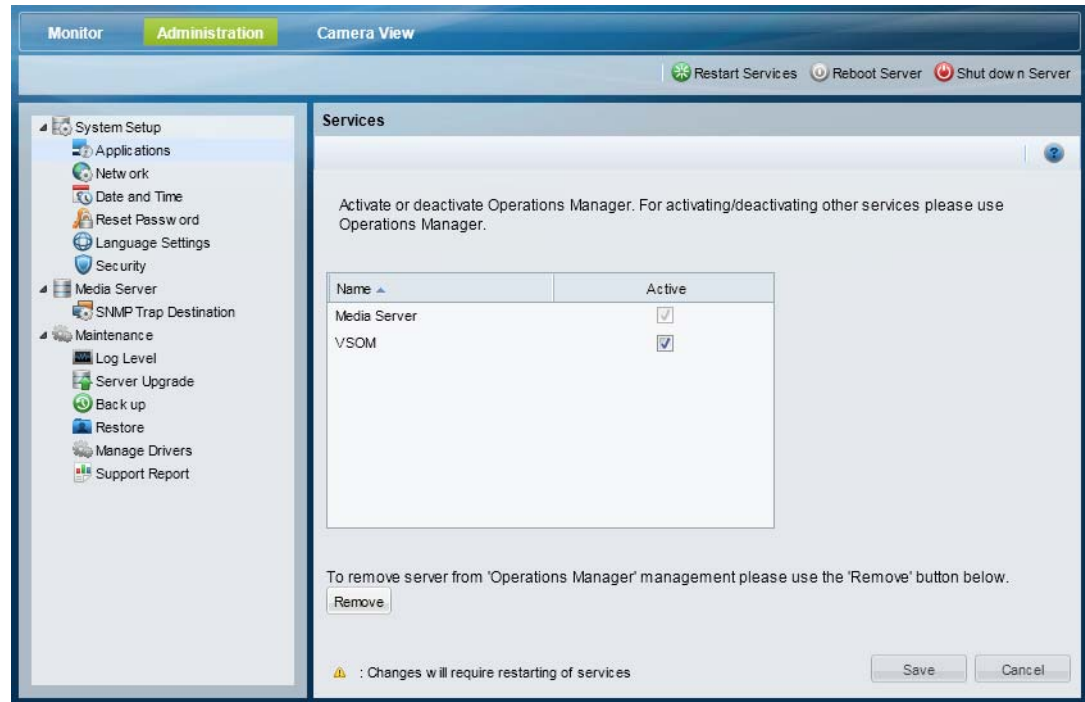 Monitor Administration Camera View
Restart Services Reboot Server Shut down Server
System Setup
Applications
Network
Date and Time
Reset Password
Language Settings
Security
Media Server
SNMP Trap Destination
Maintenance
Log Level
Server Upgrade
Back up
Restore
Manage Drivers
Support Report
Services
?
Activate or deactivate Operations Manager. For activating/deactivating other services please use
Operations Manager.
Name Active
Media Server
VSOM
To remove server from 'Operations Manager' management please use the 'Remove' button below.
Remove
: Changes will require restarting of services
Save Cancel